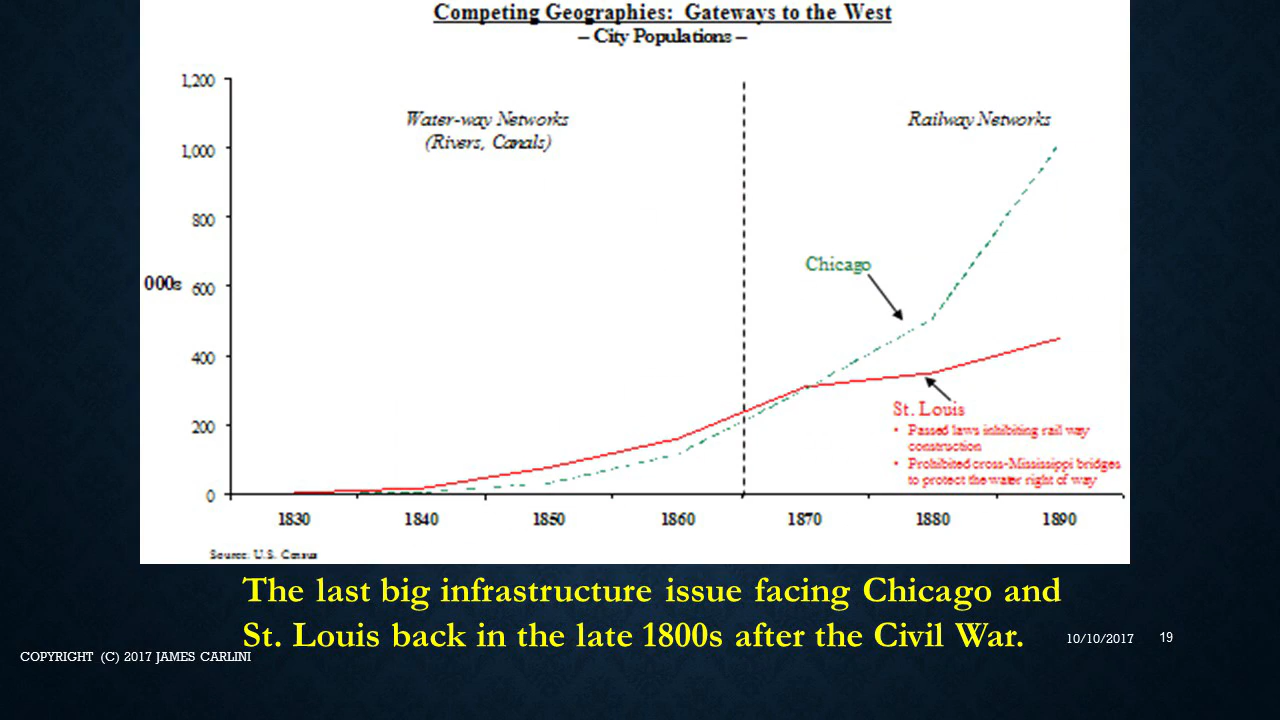 Competing Geographies: Gateways to the West
– City Populations –
1,200
1,000
800
600
400
200
0
000s
Water-way Networks
(Rivers, Canals)
Railway Networks
Chicago
St. Louis
• Passed laws inhibiting rail way
construction
• Prohibited cross-Mississippi bridges
to protect the water right of way
1830 1840 1850 1860 1870 1880 1890
Source: U.S. Census
The last big infrastructure issue facing Chicago and
St. Louis back in the late 1800s after the Civil War.
10/10/2017 19
COPYRIGHT (C) 2017 JAMES CARLINI